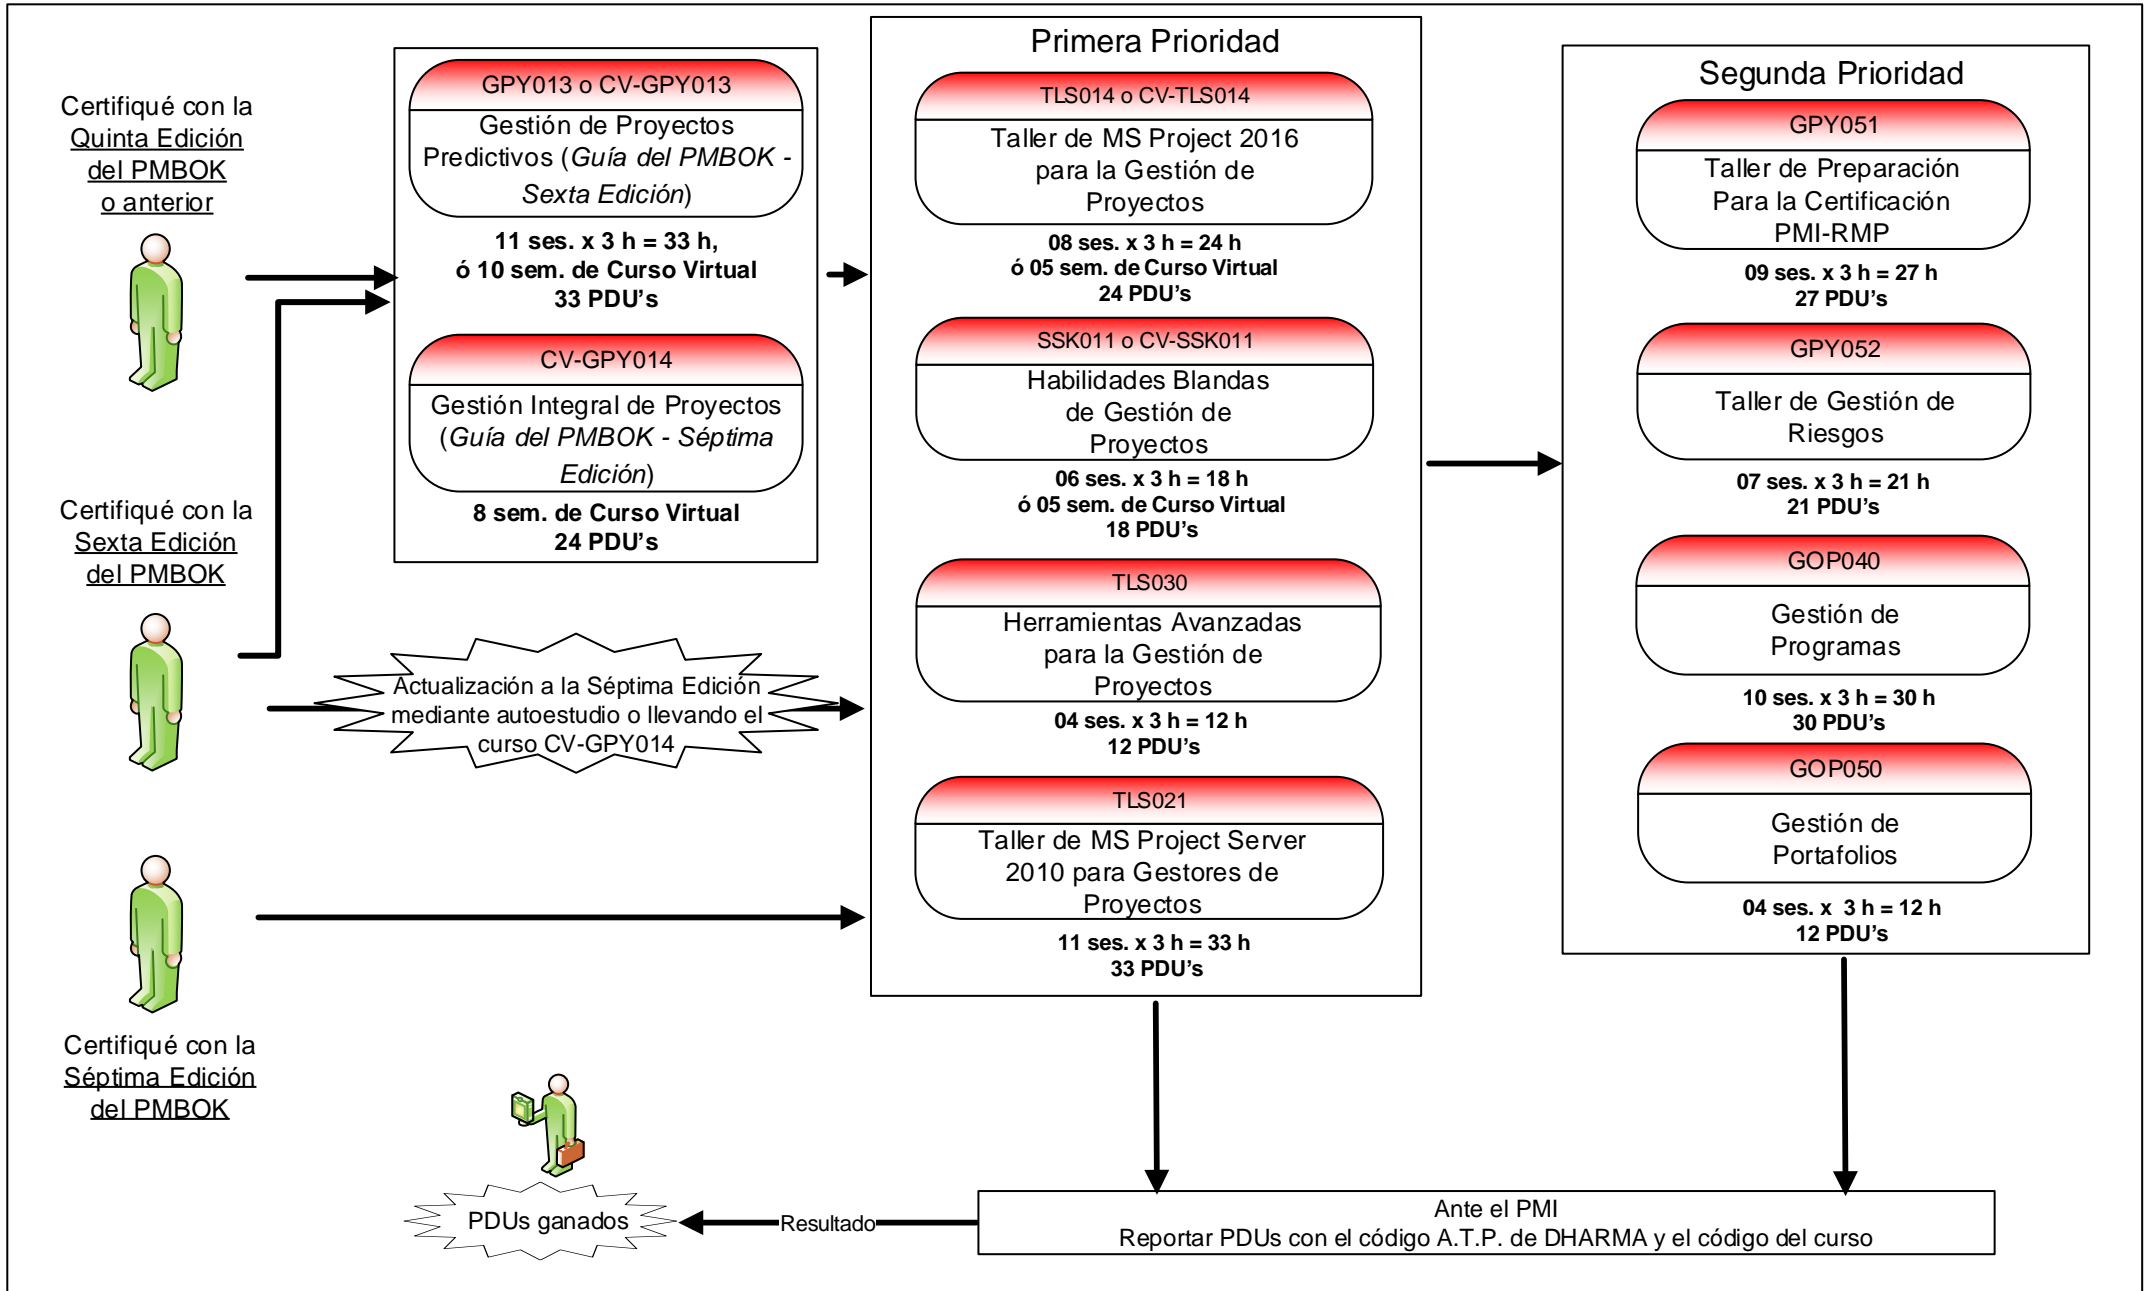 Certifiqué con la
Quinta Edición
del PMBOK
o anterior
Certifiqué con la
Sexta Edición
del PMBOK
Certifiqué con la
Séptima Edición
del PMBOK
GPY013 o CV-GPY013
Gestión de Proyectos
Predictivos (Guía del PMBOK -
Sexta Edición)
11 ses. x 3 h = 33 h,
ó 10 sem. de Curso Virtual
33 PDU's
CV-GPY014
Gestión Integral de Proyectos
(Guía del PMBOK - Séptima
Edición)
8 sem. de Curso Virtual
24 PDU's
Actualización a la Séptima Edición
mediante autoestudio o llevando el
curso CV-GPY014
Primera Prioridad
TLS014 o CV-TLS014
Taller de MS Project 2016
para la Gestión de
Proyectos
08 ses. x 3 h = 24 h
ó 05 sem. de Curso Virtual
24 PDU's
SSK011 o CV-SSK011
Habilidades Blandas
de Gestión de
Proyectos
06 ses. x 3 h = 18 h
ó 05 sem. de Curso Virtual
18 PDU's
TLS030
Herramientas Avanzadas
para la Gestión de
Proyectos
04 ses. x 3 h = 12 h
12 PDU's
TLS021
Taller de MS Project Server
2010 para Gestores de
Proyectos
11 ses. x 3 h = 33 h
33 PDU's
Segunda Prioridad
GPY051
Taller de Preparación
Para la Certificación
PMI-RMP
09 ses. x 3 h = 27 h
27 PDU's
GPY052
Taller de Gestión de
Riesgos
07 ses. x 3 h = 21 h
21 PDU's
GOP040
Gestión de
Programas
10 ses. x 3 h = 30 h
30 PDU's
GOP050
Gestión de
Portafolios
04 ses. x  3 h = 12 h
12 PDU's
Ante el PMI
Reportar PDUs con el código A.T.P. de DHARMA y el código del curso
Resultado
PDUs ganados